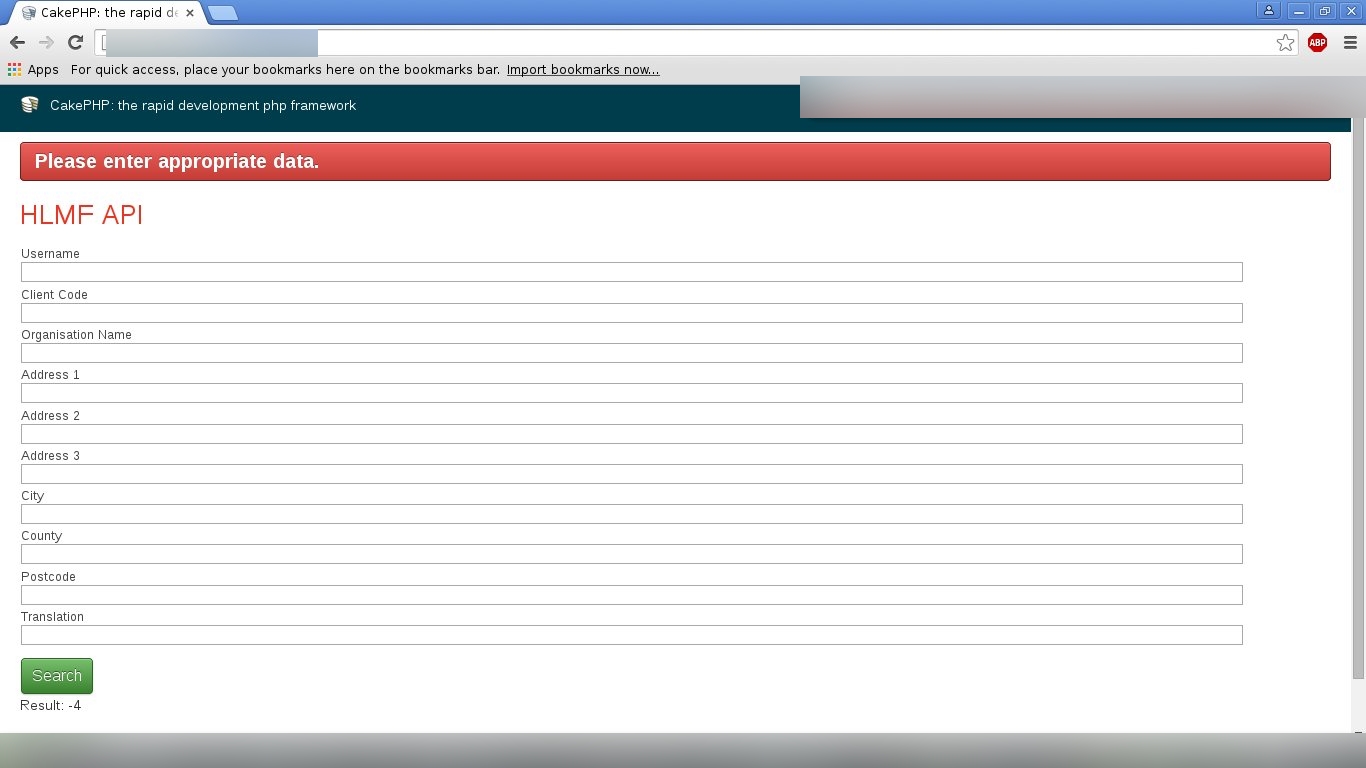 CakePHP: the rapid de
Apps For quick access, place your bookmarks here on the bookmarks bar. Import bookmarks now...
ABP
CakePHP: the rapid development php framework
Please enter appropriate data.
HLMF API
Username
Client Code
Organisation Name
Address 1
Address 2
Address 3
City
County
Postcode
Translation
Search
Result: -4